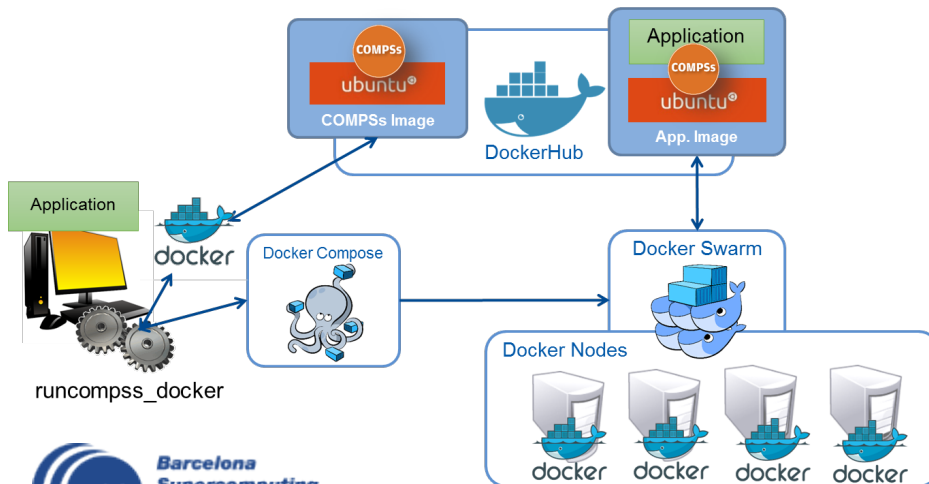 Application
COMPSs
COMPSs
ubuntu
ubuntu
COMPSs Image
App. Image
DockerHub
Application
docker
Docker Compose
Docker Swarm
Docker Nodes
runcompss_docker
docker
docker
docker
docker
Barcelona
Supercomputing